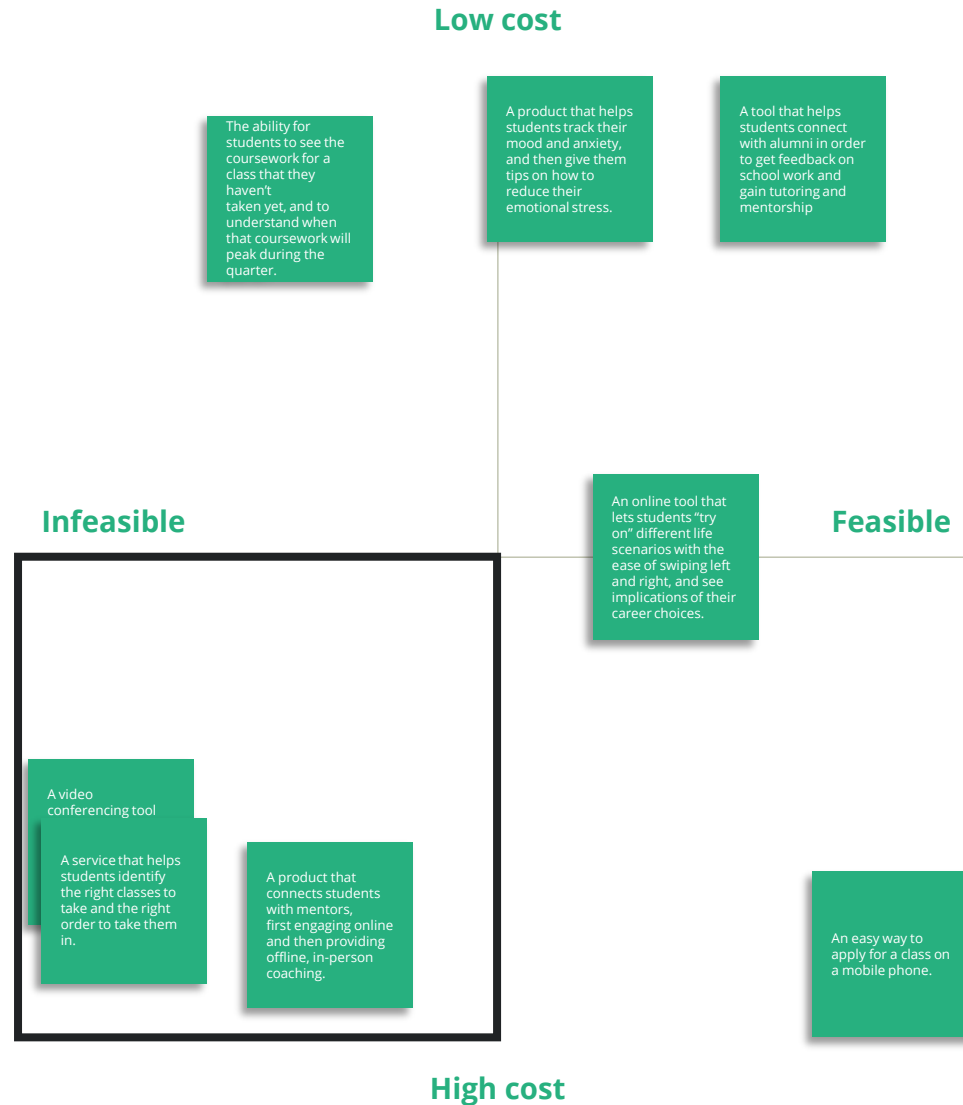 Low cost
The ability for
students to see the
coursework for a
class that they
haven't
taken yet, and to
understand when
that coursework will
peak during the
quarter.
A product that helps
students track their
mood and anxiety,
and then give them
tips on how to
reduce their
emotional stress.
A tool that helps
students connect
with alumni in order
to get feedback on
school work and
gain tutoring and
mentorship
Infeasible
An online tool that
lets students “try
on” different life
scenarios with the
ease of swiping left
and right, and see
implications of their
career choices.
Feasible
A video
conferencing tool
A service that helps
students identify
the right classes to
take and the right
order to take them
in.
A product that
connects students
with mentors,
first engaging online
and then providing
offline, in-person
coaching.
An easy way to
apply for a class on
a mobile phone.
High cost